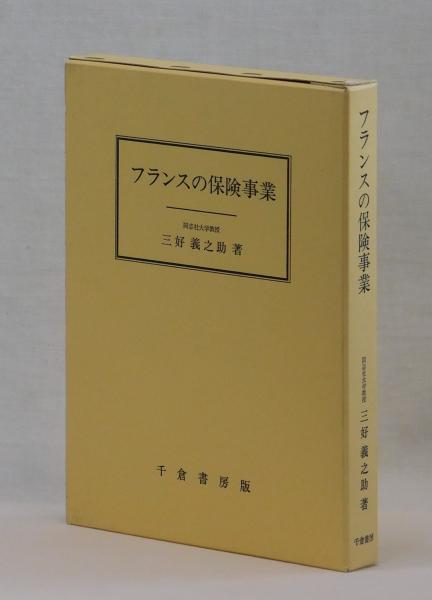 フランスの保険事業
同志社大学教授
三好義之助著
千倉書房版
フランスの保険事業
同志社大学教授
三好義之助著
千倉書房